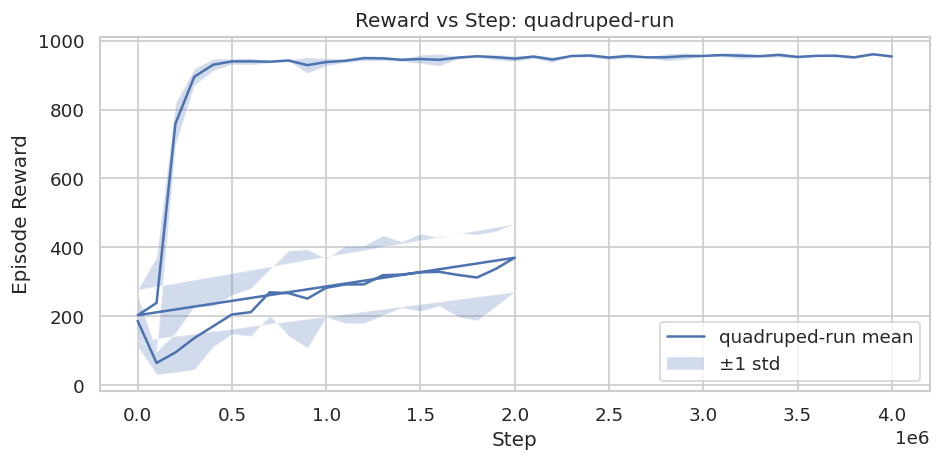 Reward vs Step: quadruped-run
Episode Reward
1000
800
600
400
200
0
0.0 0.5 1.0 1.5 2.0 2.5 3.0 3.5 4.0
1e6
Step
quadruped-run mean
±1 std